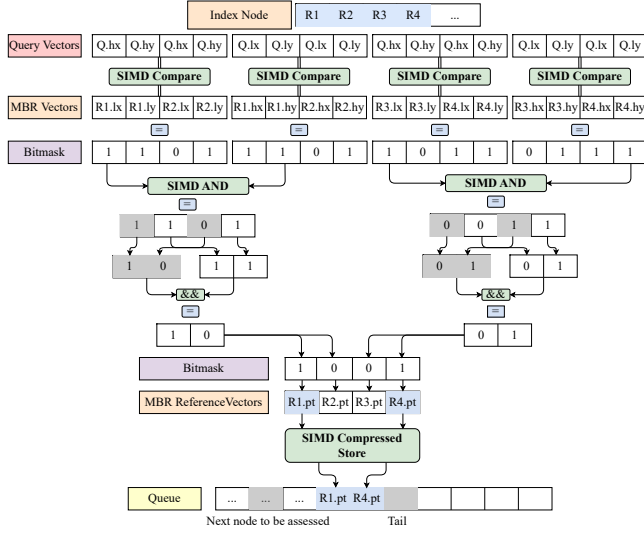 Index Node R1 R2 R3 R4 ...
Query Vectors Q.hx Q.hy Q.hx Q.hy Q.lx Q.ly Q.lx Q.ly Q.hx Q.hy Q.hx Q.hy Q.lx Q.ly Q.lx Q.ly
SIMD Compare SIMD Compare SIMD Compare SIMD Compare
MBR Vectors R1.lx R1.ly R2.lx R2.ly R1.hx R1.hy R2.hx R2.hy R3.lx R3.ly R4.lx R4.ly R3.hx R3.hy R4.hx R4.hy
= = = =
Bitmask 1 1 0 1 1 1 0 1 1 0 1 1 0 1 1 1
SIMD AND SIMD AND
= =
1 1 0 1 0 0 1 1
1 0 1 1 0 1 0 1
&& &&
= =
1 0 0 1
Bitmask 1 0 0 1
MBR ReferenceVectors R1.pt R2.pt R3.pt R4.pt
SIMD Compressed
Store
Queue ... ... ... R1.pt R4.pt
Next node to be assessed Tail